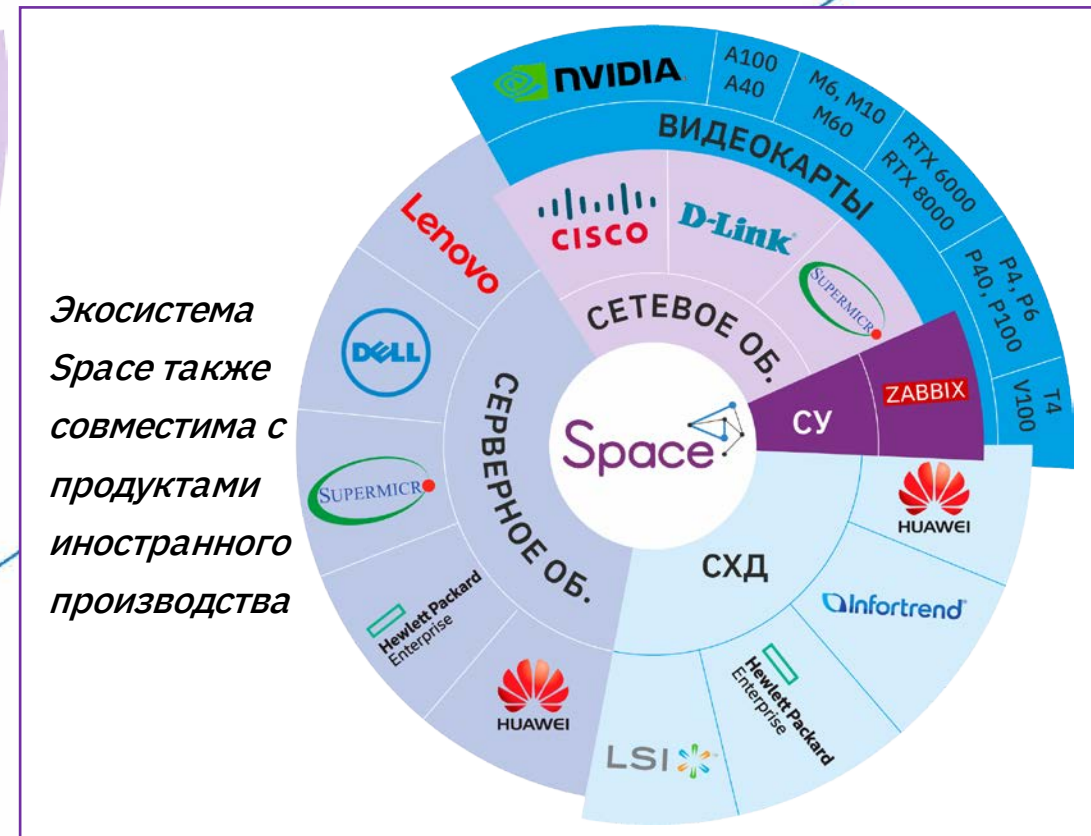 Экосистема
Space также
совместима с
продуктами
иностранного
производства
NVIDIA
A100
A40
M6, M10
M60
RTX 6000
RTX 8000
P4, P6
P40, P100
T4
V100
ВИДЕОКАРТЫ
CISCO
D-Link
SUPERMICR
СЕТЕВОЕ ОБ.
ZABBIX
СУ
Space
Lenovo
DELL
SUPERMICR
Hewlett Packard
Enterprise
HUAWEI
СЕРВЕРНОЕ ОБ.
СХД
HUAWEI
Infortrend
Hewlett Packard
Enterprise
LSI